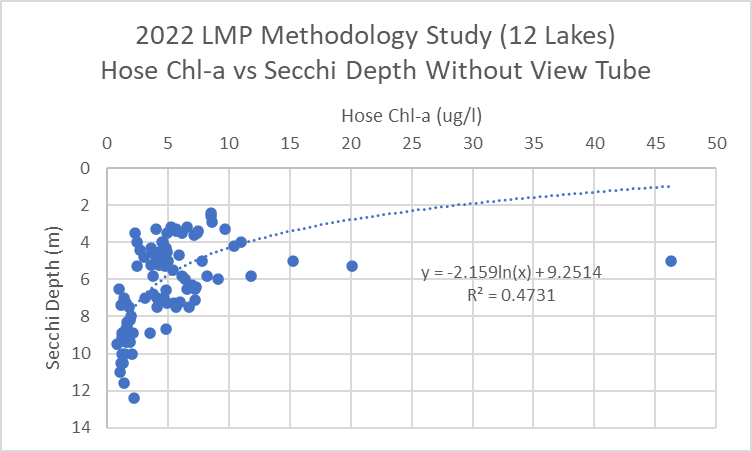 2022 LMP Methodology Study (12 Lakes)
Hose Chl-a vs Secchi Depth Without View Tube
Hose Chl-a (ug/l)
0 5 10 15 20 25 30 35 40 45 50
0
2
4
6
8
10
12
14
Secchi Depth (m)
y = -2.159ln(x) + 9.2514
R² = 0.4731